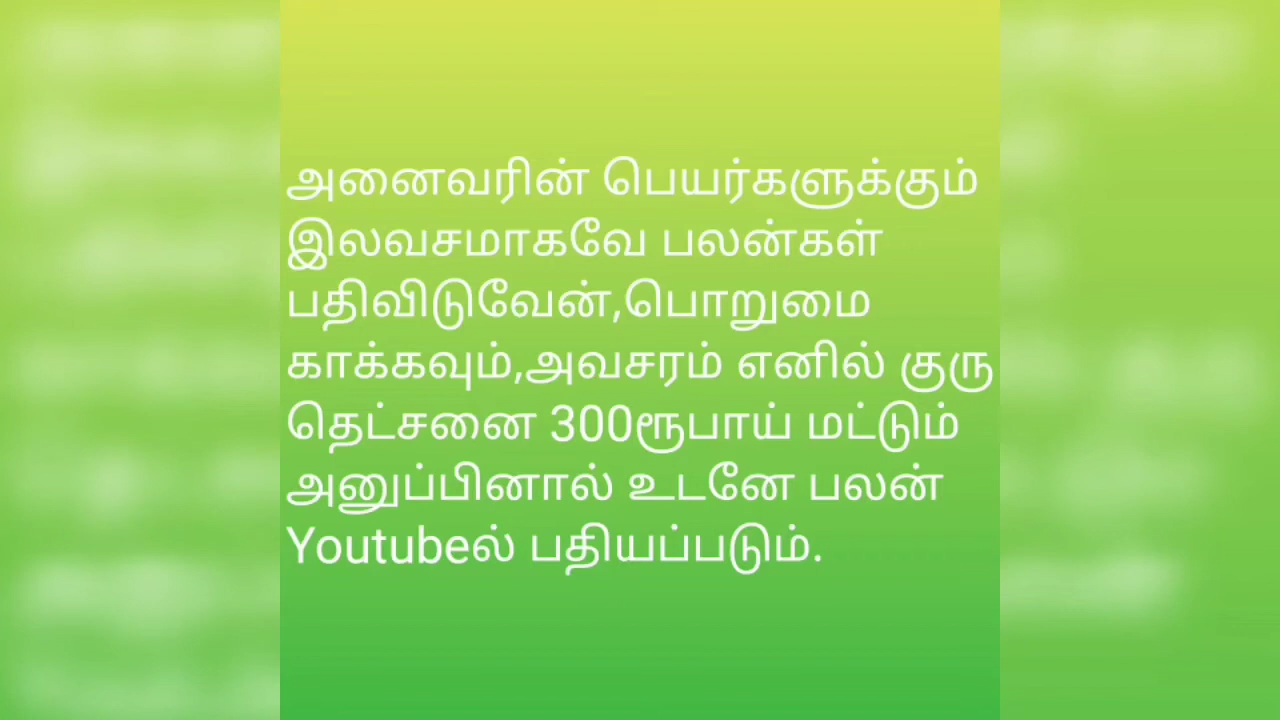 அனைவரின் பெயர்களுக்கும்
இலவசமாகவே பலன்கள்
பதிவிடுவேன்,பொறுமை
காக்கவும்,அவசரம் எனில் குரு
தெட்சனை 300ரூபாய் மட்டும்
அனுப்பினால் உடனே பலன்
Youtubeல் பதியப்படும்.